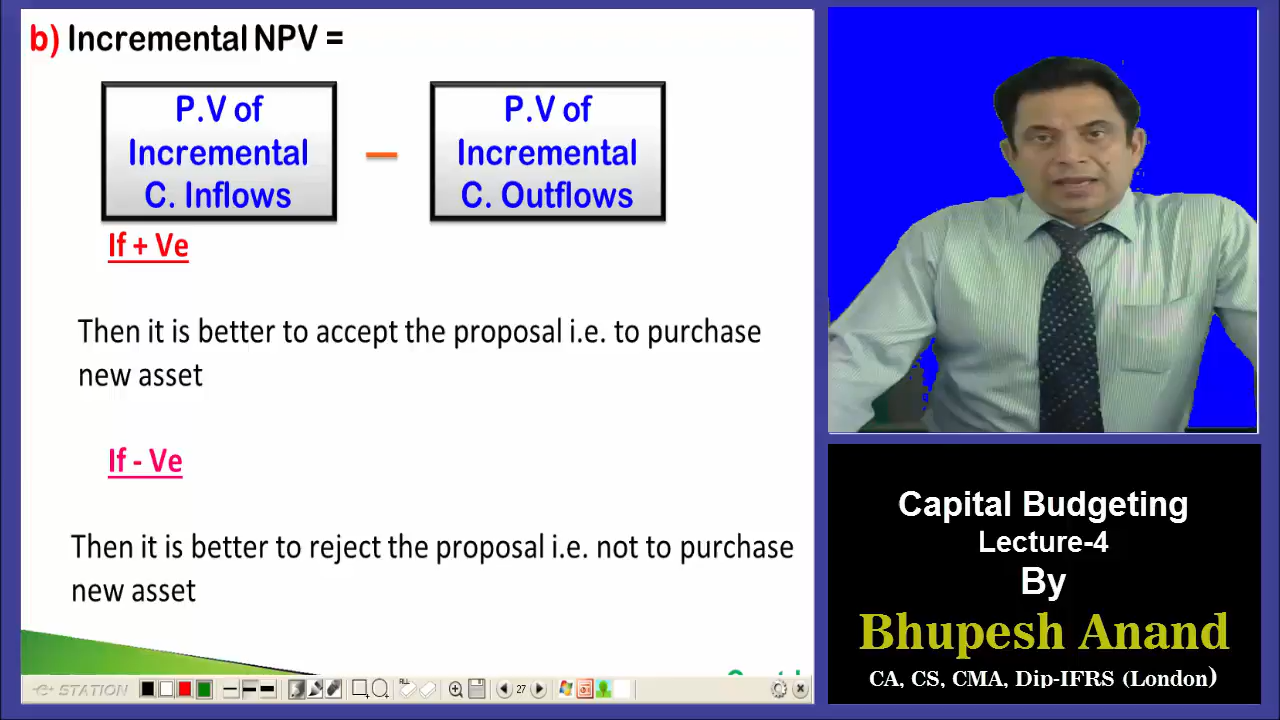 b) Incremental NPV =
P.V of
Incremental
C. Inflows
–
P.V of
Incremental
C. Outflows
If + Ve
Then it is better to accept the proposal i.e. to purchase
new asset
If - Ve
Then it is better to reject the proposal i.e. not to purchase
new asset
STATION
27
Capital Budgeting
Lecture-4
By
Bhupesh Anand
CA, CS, CMA, Dip-IFRS (London)